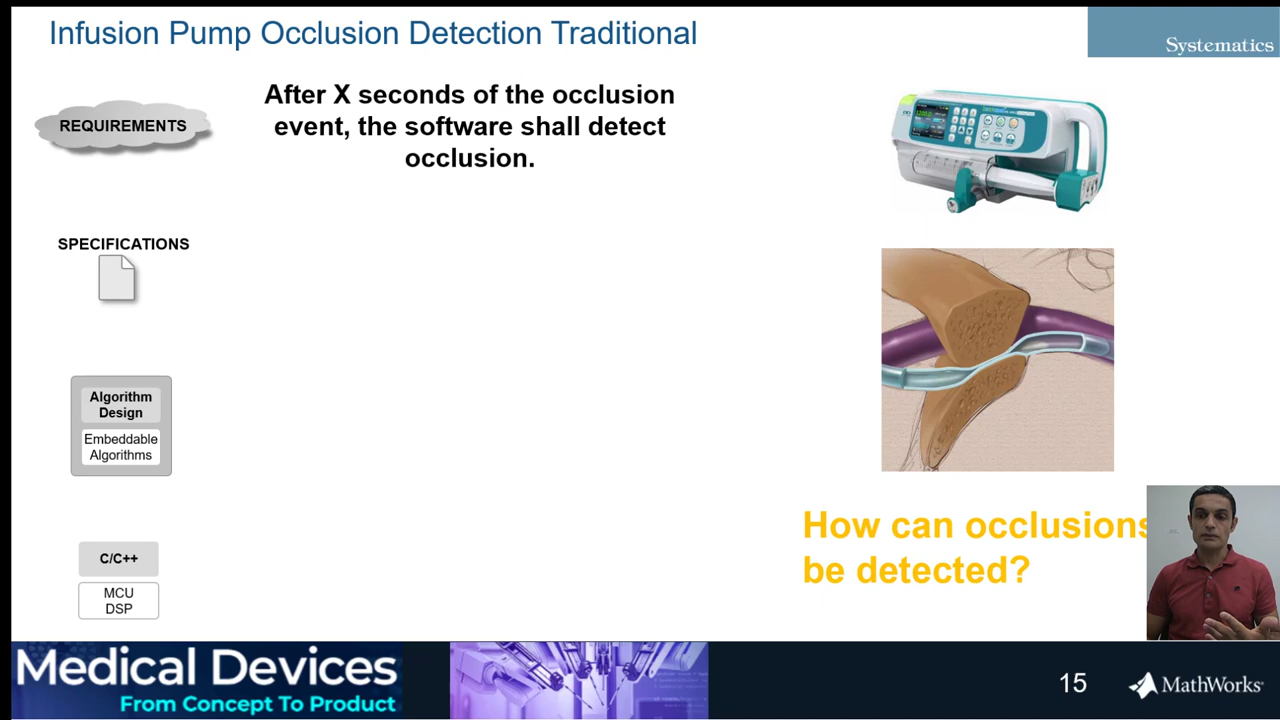 Infusion Pump Occlusion Detection Traditional
Systematics
REQUIREMENTS
After X seconds of the occlusion
event, the software shall detect
occlusion.
SPECIFICATIONS
Algorithm
Design
Embeddable
Algorithms
How can occlusions
be detected?
C/C++
MCU
DSP
Medical Devices
From Concept To Product
15
MathWorks